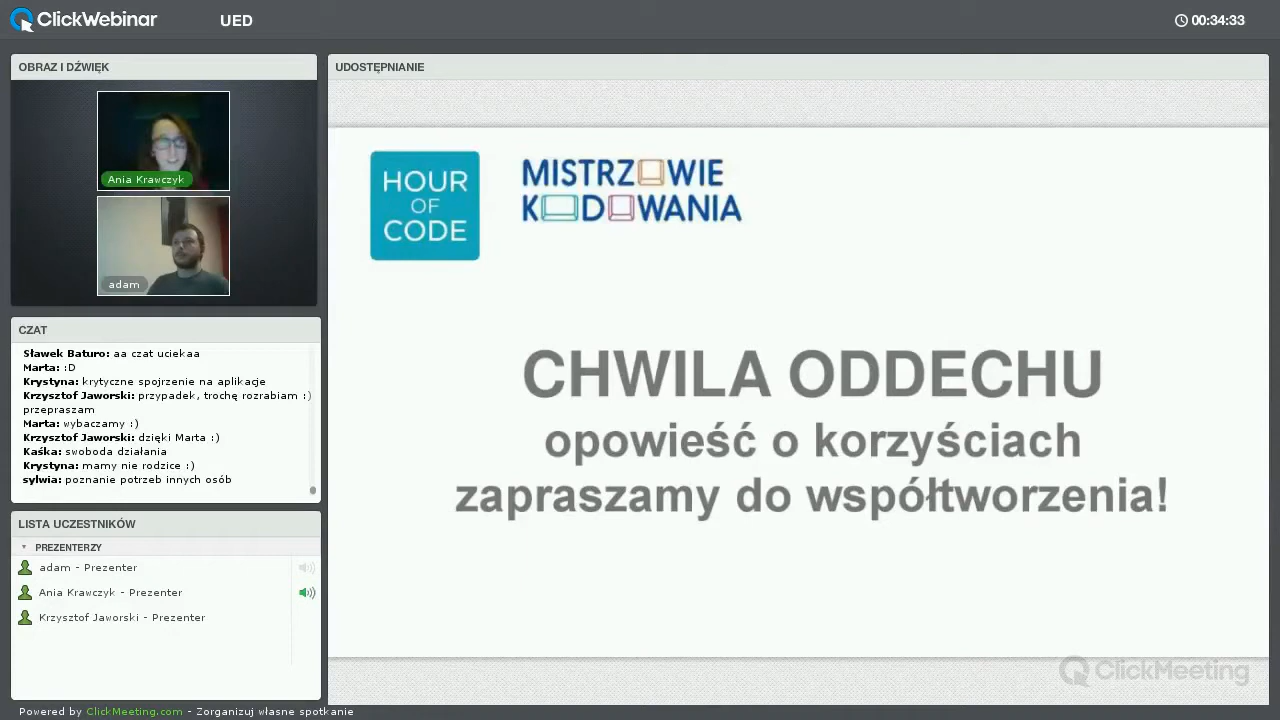 ClickWebinar
UED
00:34:33
OBRAZ I DŹWIĘK
Ania Krawczyk
adam
CZAT
Sławek Baturo: aa czat uciekaa
Marta: :D
Krystyna: krytyczne spojrzenie na aplikacje
Krzysztof Jaworski: przypadek, trochę rozrabiam :)
przepraszam
Marta: wybaczamy :)
Krzysztof Jaworski: dzięki Marta :)
Kaśka: swoboda działania
Krystyna: mamy nie rodzice :)
sylwia: poznanie potrzeb innych osób
LISTA UCZESTNIKÓW
PREZENTERZY
adam - Prezenter
Ania Krawczyk - Prezenter
Krzysztof Jaworski - Prezenter
UDOSTĘPNIANIE
HOUR
OF
CODE
MISTRZOWIE
KODOWANIA
CHWILA ODDECHU
opowieść o korzyściach
zapraszamy do współtworzenia!
ClickMeeting
Powered by ClickMeeting.com - Zorganizuj własne spotkanie